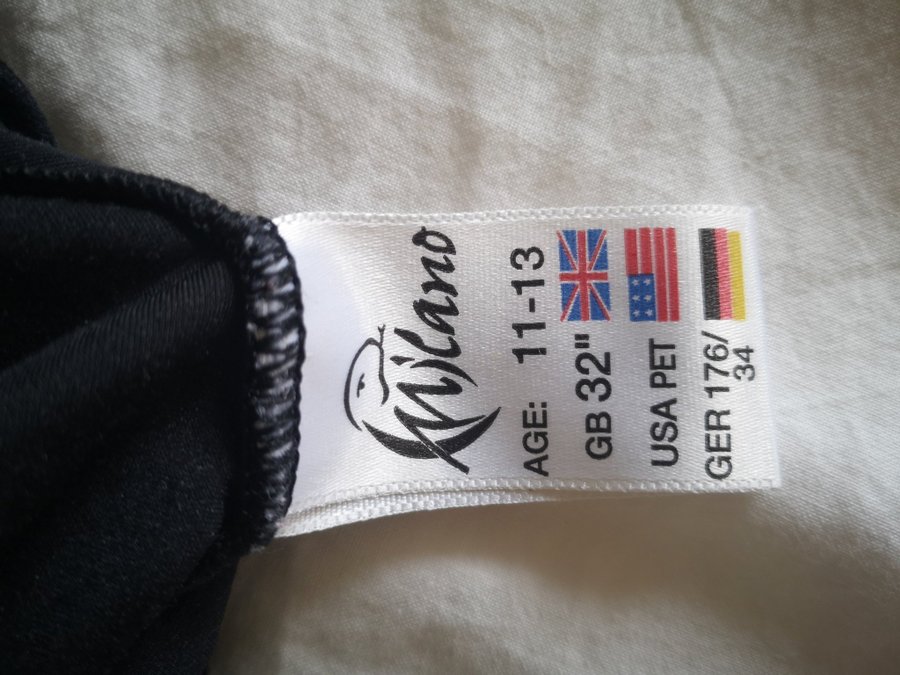 Milano
AGE: 11-13
GB 32"
USA PET
GER 176/
34